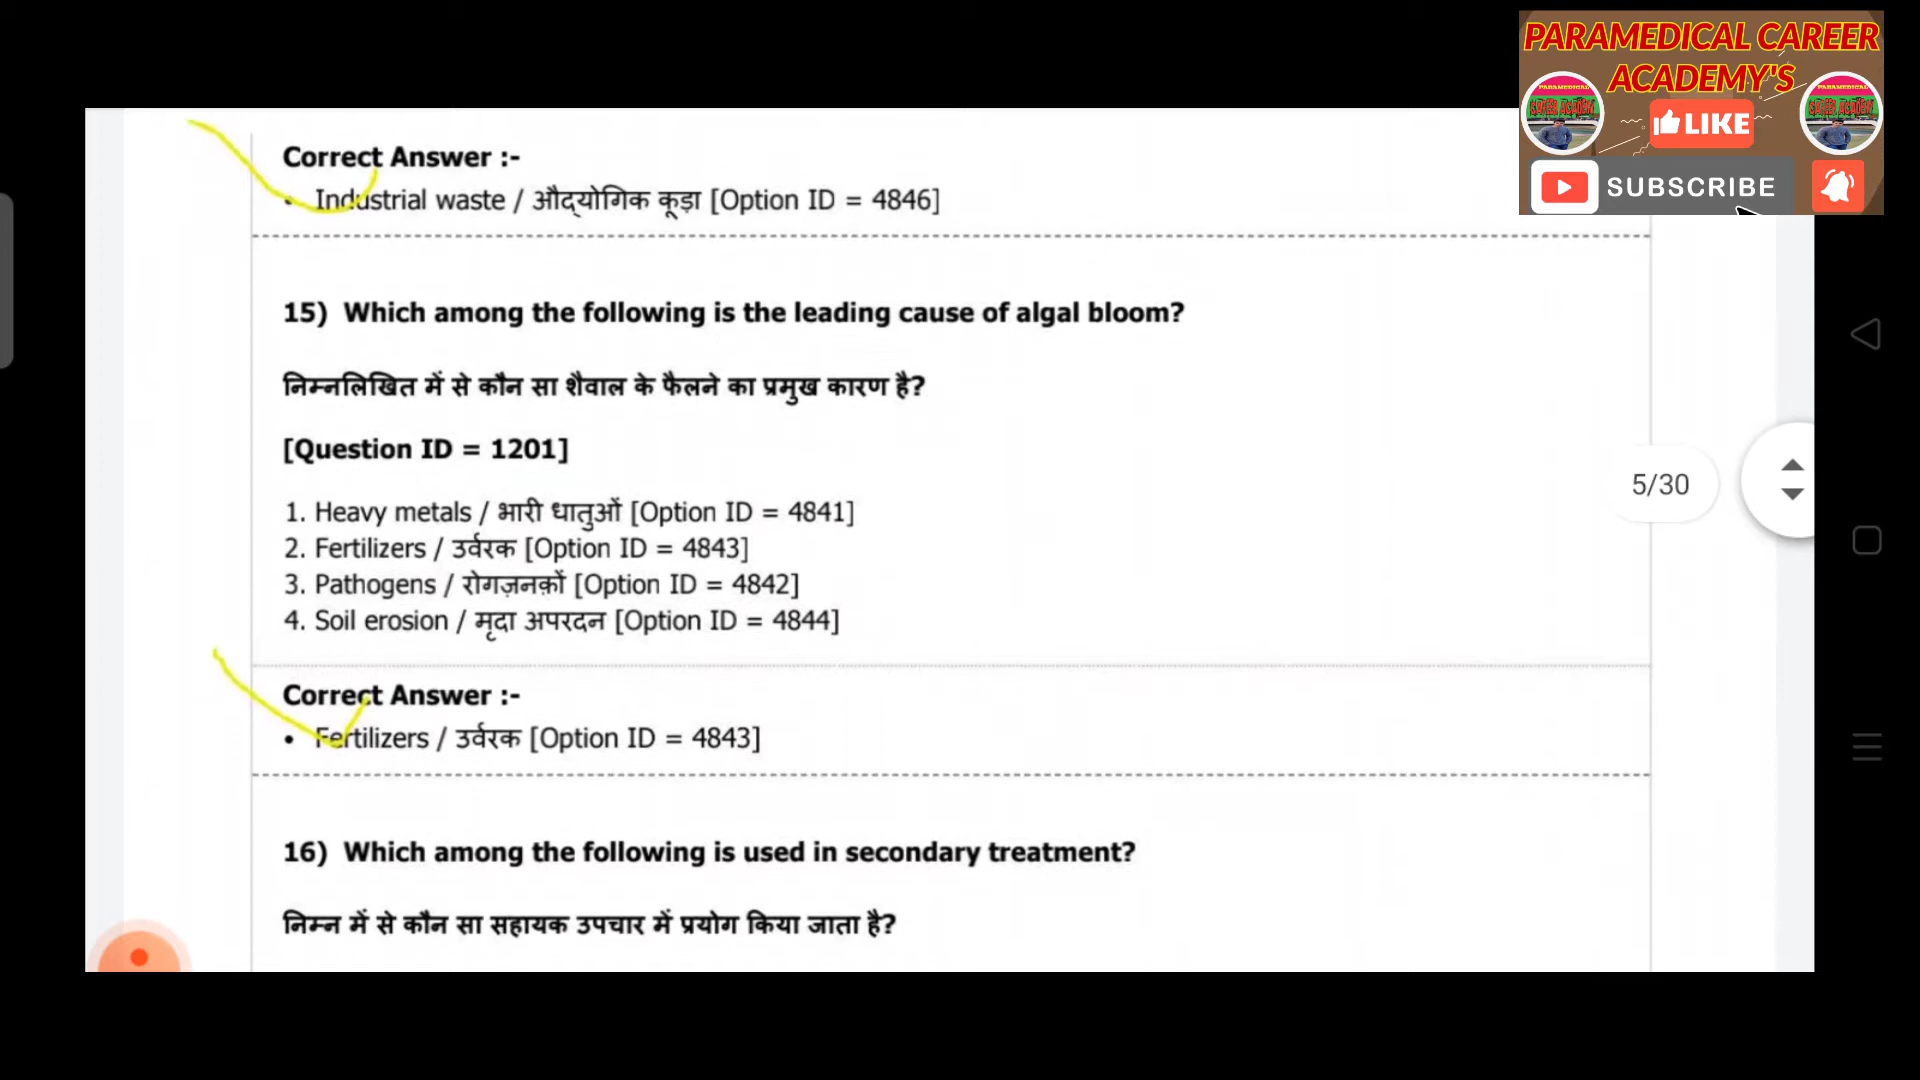 PARAMEDICAL CAREER
ACADEMY'S
LIKE
SUBSCRIBE
Correct Answer :-
• Industrial waste / औद्योगिक कूड़ा [Option ID = 4846]
15) Which among the following is the leading cause of algal bloom?
निम्नलिखित में से कौन सा शैवाल के फैलने का प्रमुख कारण है?
[Question ID = 1201]
1. Heavy metals / भारी धातुओं [Option ID = 4841]
2. Fertilizers / उर्वरक [Option ID = 4843]
3. Pathogens / रोगज़नक़ों [Option ID = 4842]
4. Soil erosion / मृदा अपरदन [Option ID = 4844]
5/30
Correct Answer :-
• Fertilizers / उर्वरक [Option ID = 4843]
16) Which among the following is used in secondary treatment?
निम्न में से कौन सा सहायक उपचार में प्रयोग किया जाता है?